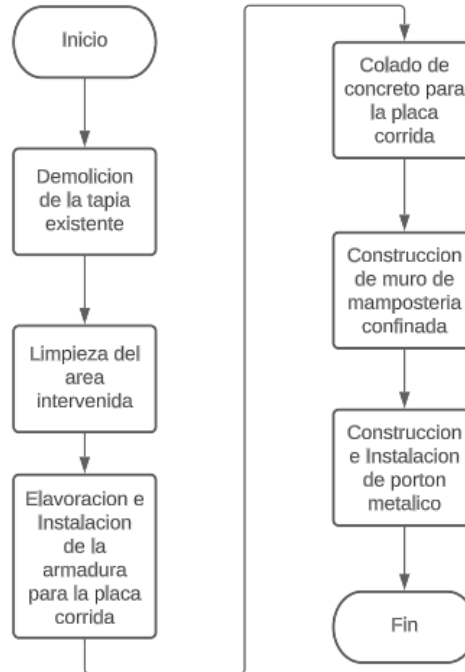 Inicio
Demolicion
de la tapia
existente
Limpieza del
area
intervenida
Elavoracion e
Instalacion
de la
armadura
para la placa
corrida
Colado de
concreto para
la placa
corrida
Construccion
de muro de
mamposteria
confinada
Construccion
e Instalacion
de porton
metalico
Fin